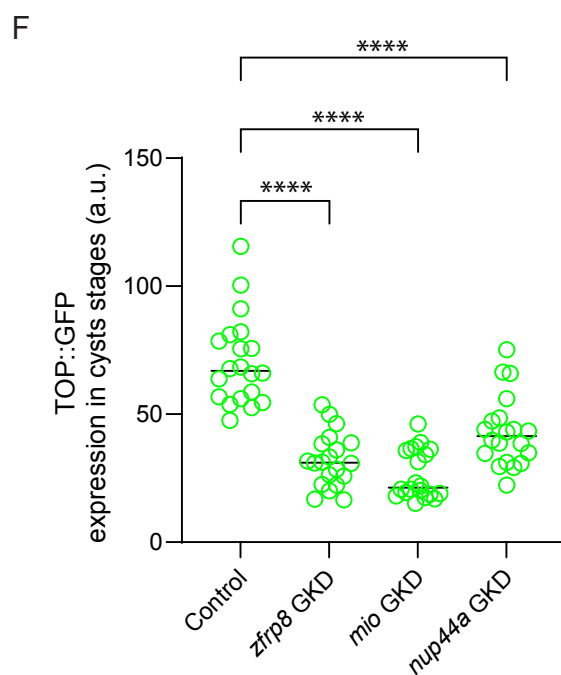 F
****
****
****
150
100
50
0
TOP::GFP
expression in cysts stages (a.u.)
Control
zfrp8 GKD
mio GKD
nup44a GKD